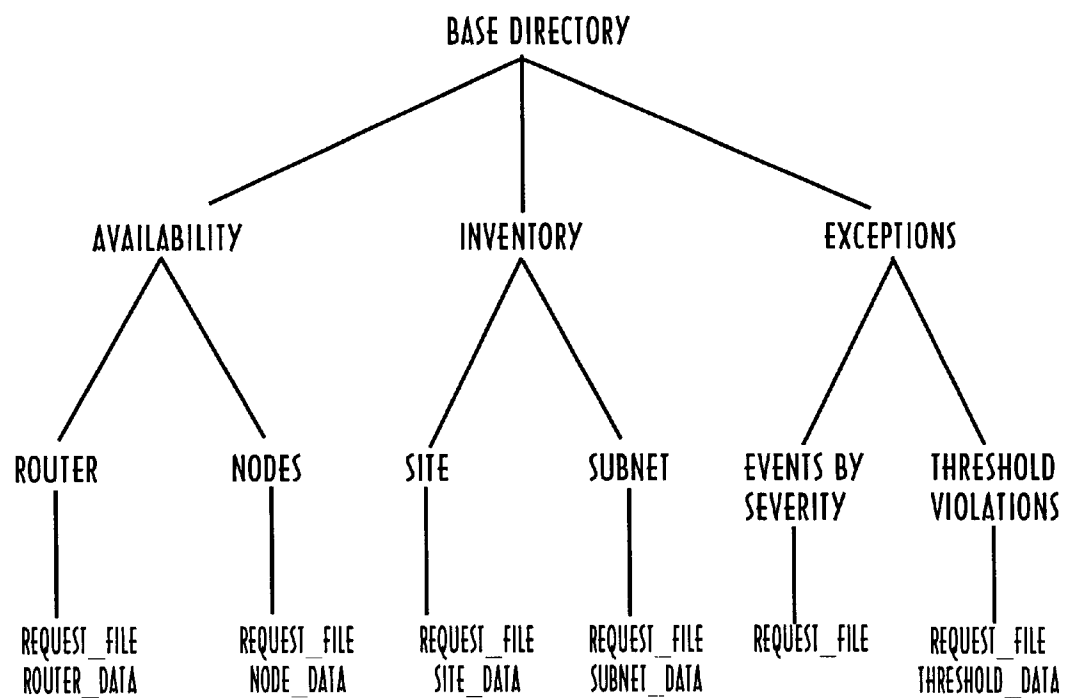 BASE DIRECTORY
AVAILABILITY
INVENTORY
EXCEPTIONS
ROUTER
NODES
SITE
SUBNET
EVENTS BY
SEVERITY
THRESHOLD
VIOLATIONS
REQUEST_FILE
ROUTER_DATA
REQUEST_FILE
NODE_DATA
REQUEST_FILE
SITE_DATA
REQUEST_FILE
SUBNET_DATA
REQUEST_FILE
REQUEST_FILE
THRESHOLD_DATA